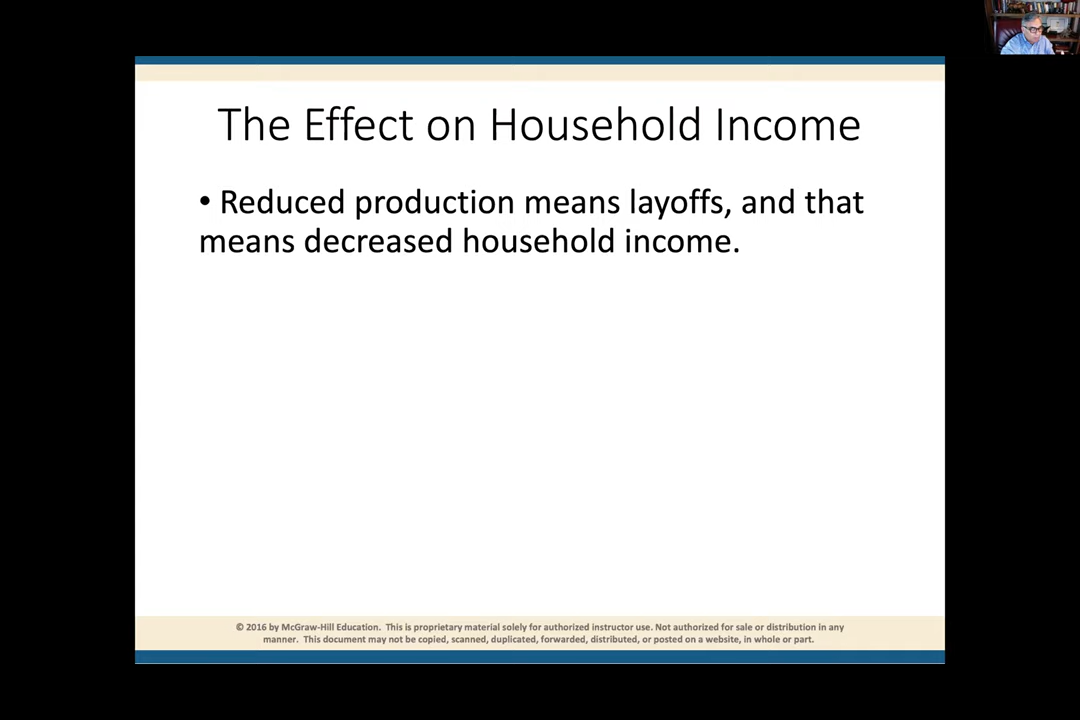 The Effect on Household Income
• Reduced production means layoffs, and that
means decreased household income.
© 2016 by McGraw-Hill Education. This is proprietary material solely for authorized instructor use. Not authorized for sale or distribution in any
manner. This document may not be copied, scanned, duplicated, forwarded, distributed, or posted on a website, in whole or part.